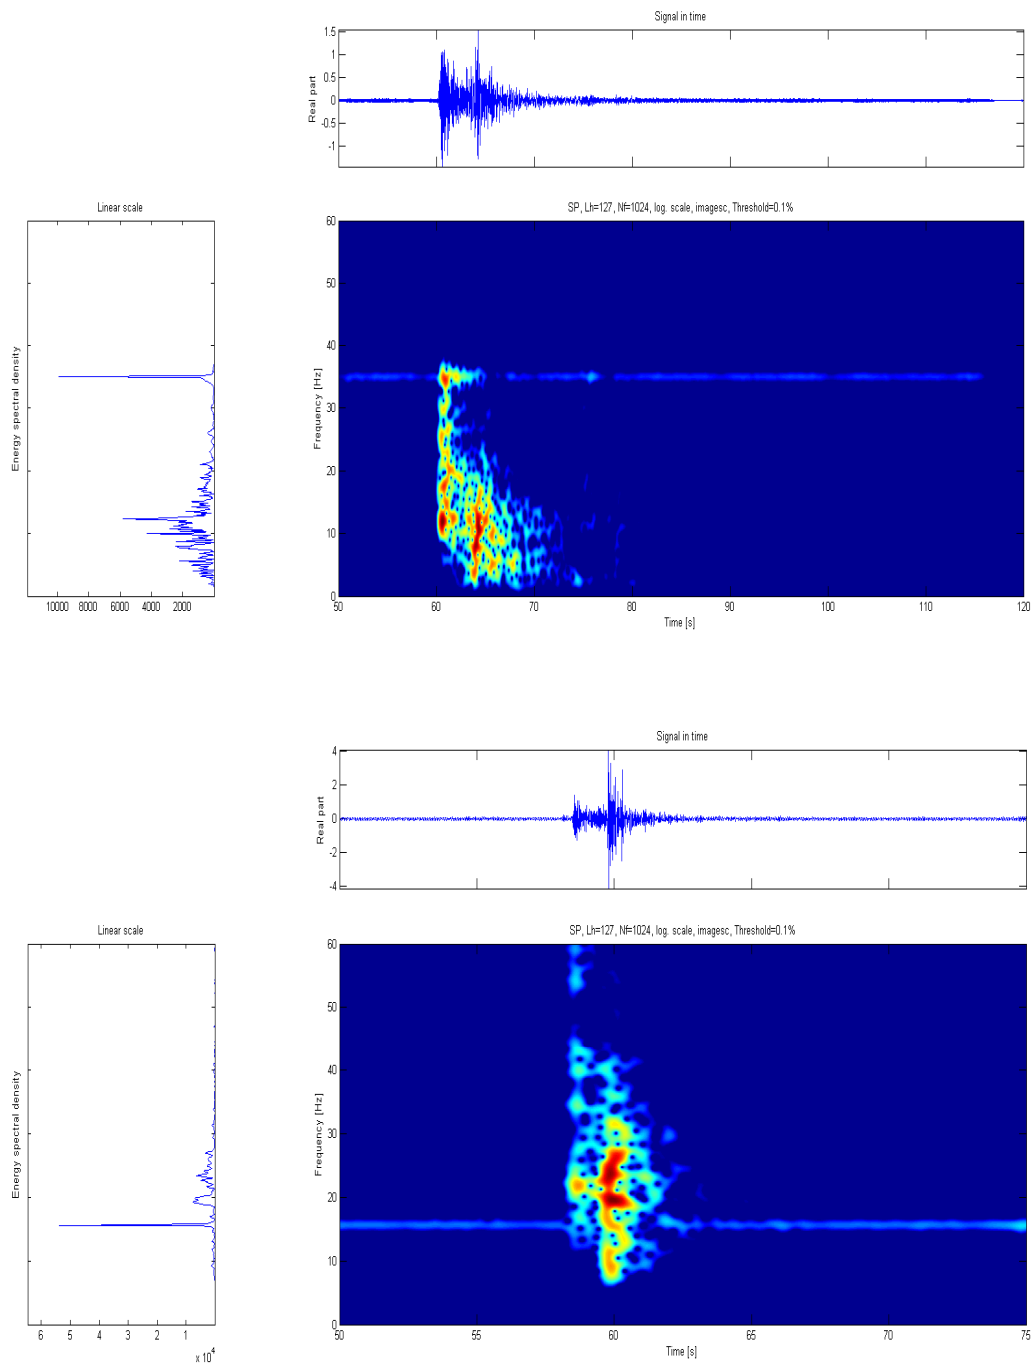 Signal in time
1.5
1
0.5
0
-0.5
-1
Real part
Linear scale
SP, Lh=127, Nf=1024, log. scale, imagesc, Threshold=0.1%
Energy spectral density
10000 8000 6000 4000 2000
Frequency [Hz]
60
50
40
30
20
10
0
50 60 70 80 90 100 110 120
Time [s]
Signal in time
4
2
0
-2
-4
Real part
Linear scale
SP, Lh=127, Nf=1024, log. scale, imagesc, Threshold=0.1%
Energy spectral density
6 5 4 3 2 1
x 10^4
Frequency [Hz]
60
50
40
30
20
10
0
50 55 60 65 70 75
Time [s]